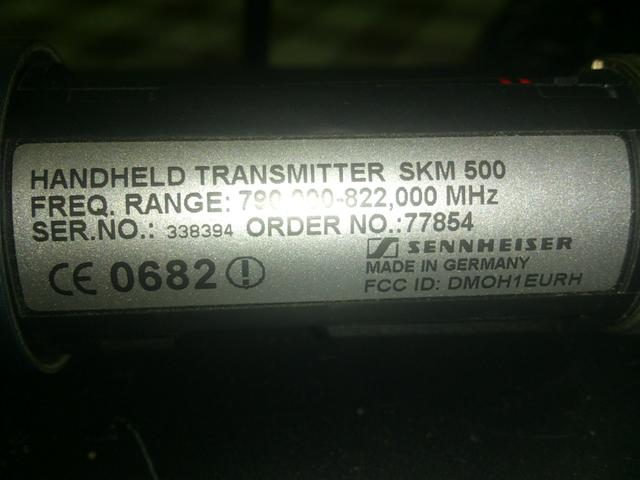 HANDHELD TRANSMITTER SKM 500
FREQ. RANGE: 790,000-822,000 MHz
SER.NO.: 338394 ORDER NO.:77854
SENNHEISER
MADE IN GERMANY
CE 0682
FCC ID: DMOH1EURH